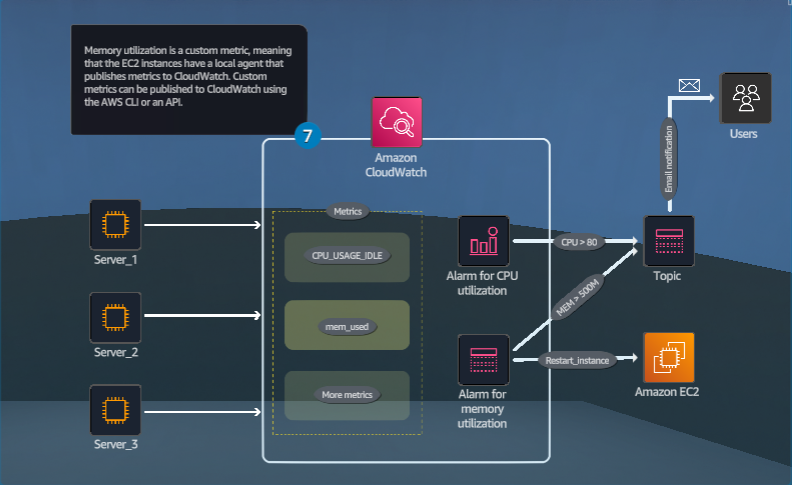 Memory utilization is a custom metric, meaning
that the EC2 instances have a local agent that
publishes metrics to CloudWatch. Custom
metrics can be published to CloudWatch using
the AWS CLI or an API.
7
Amazon
CloudWatch
Users
Email notification
Server_1
Server_2
Server_3
Metrics
CPU_USAGE_IDLE
mem_used
More metrics
Alarm for CPU
utilization
CPU > 80
Topic
MEM > 500M
Alarm for
memory
utilization
Restart_instance
Amazon EC2